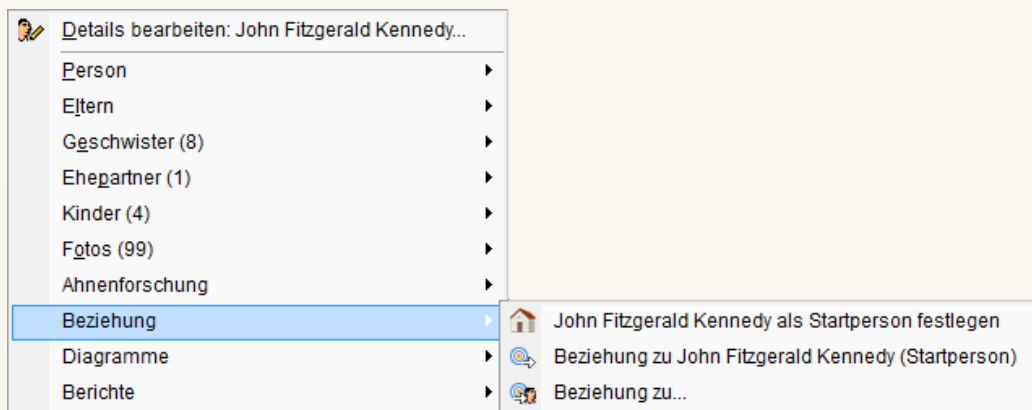 Details bearbeiten: John Fitzgerald Kennedy...
Person
Eltern
Geschwister (8)
Ehepartner (1)
Kinder (4)
Fotos (99)
Ahnenforschung
Beziehung
John Fitzgerald Kennedy als Startperson festlegen
Diagramme
Beziehung zu John Fitzgerald Kennedy (Startperson)
Berichte
Beziehung zu...